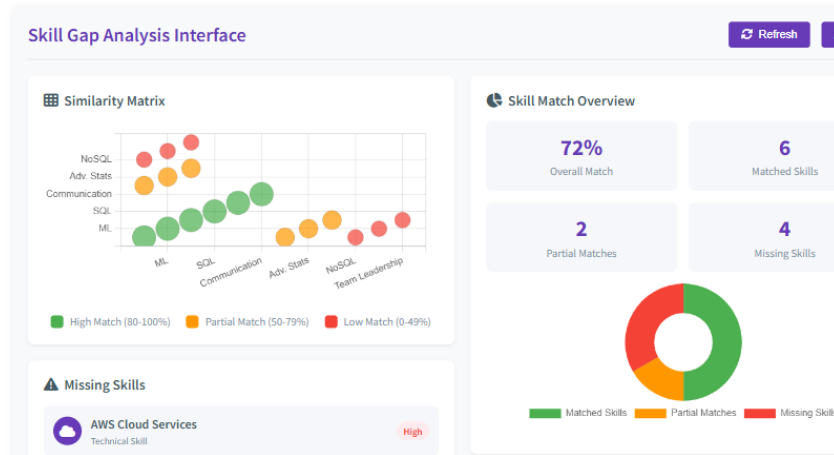 Skill Gap Analysis Interface
Refresh
Similarity Matrix
NoSQL
Adv. Stats
Communication
SQL
ML
ML
SQL
Communication
Adv. Stats
NoSQL
Team Leadership
High Match (80-100%)
Partial Match (50-79%)
Low Match (0-49%)
Missing Skills
AWS Cloud Services
Technical Skill
High
Skill Match Overview
72%
Overall Match
6
Matched Skills
2
Partial Matches
4
Missing Skills
Matched Skills
Partial Matches
Missing Skills